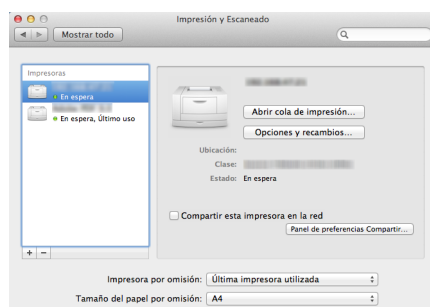 Impresión y Escaneado
Mostrar todo
Impresoras
En espera
En espera, Último uso
Abrir cola de impresión...
Opciones y recambios...
Ubicación:
Clase:
Estado: En espera
Compartir esta impresora en la red
Panel de preferencias Compartir...
+ −
Impresora por omisión: Última impresora utilizada
Tamaño del papel por omisión: A4